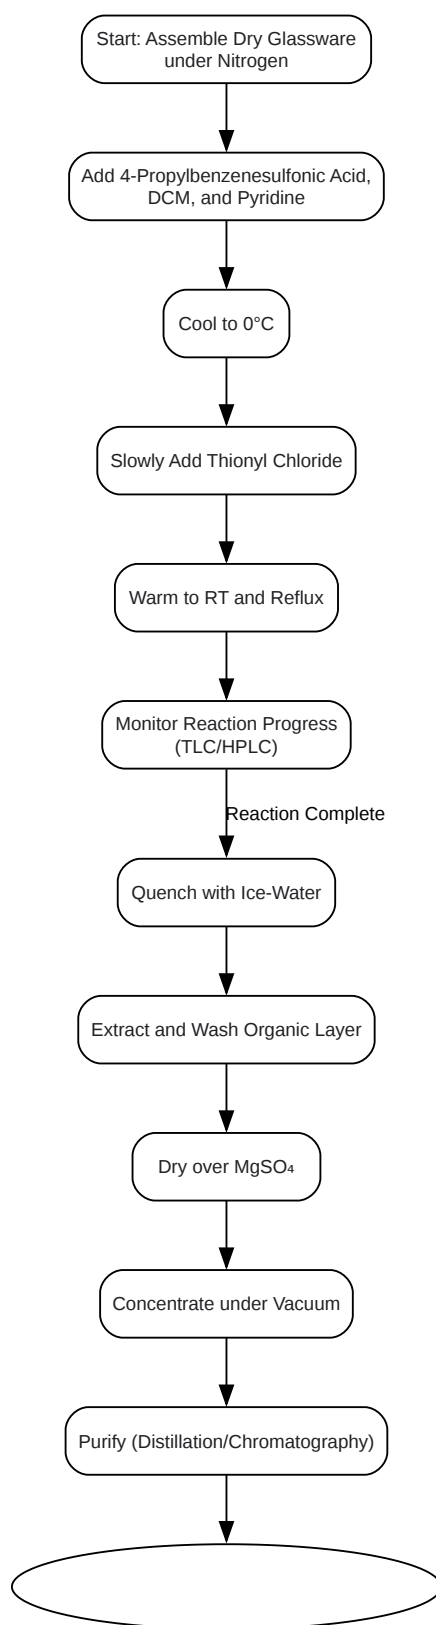 Start: Assemble Dry Glassware
under Nitrogen
Add 4-Propylbenzenesulfonic Acid,
DCM, and Pyridine
Cool to 0°C
Slowly Add Thionyl Chloride
Warm to RT and Reflux
Monitor Reaction Progress
(TLC/HPLC)
Reaction Complete
Quench with Ice-Water
Extract and Wash Organic Layer
Dry over MgSO₄
Concentrate under Vacuum
Purify (Distillation/Chromatography)